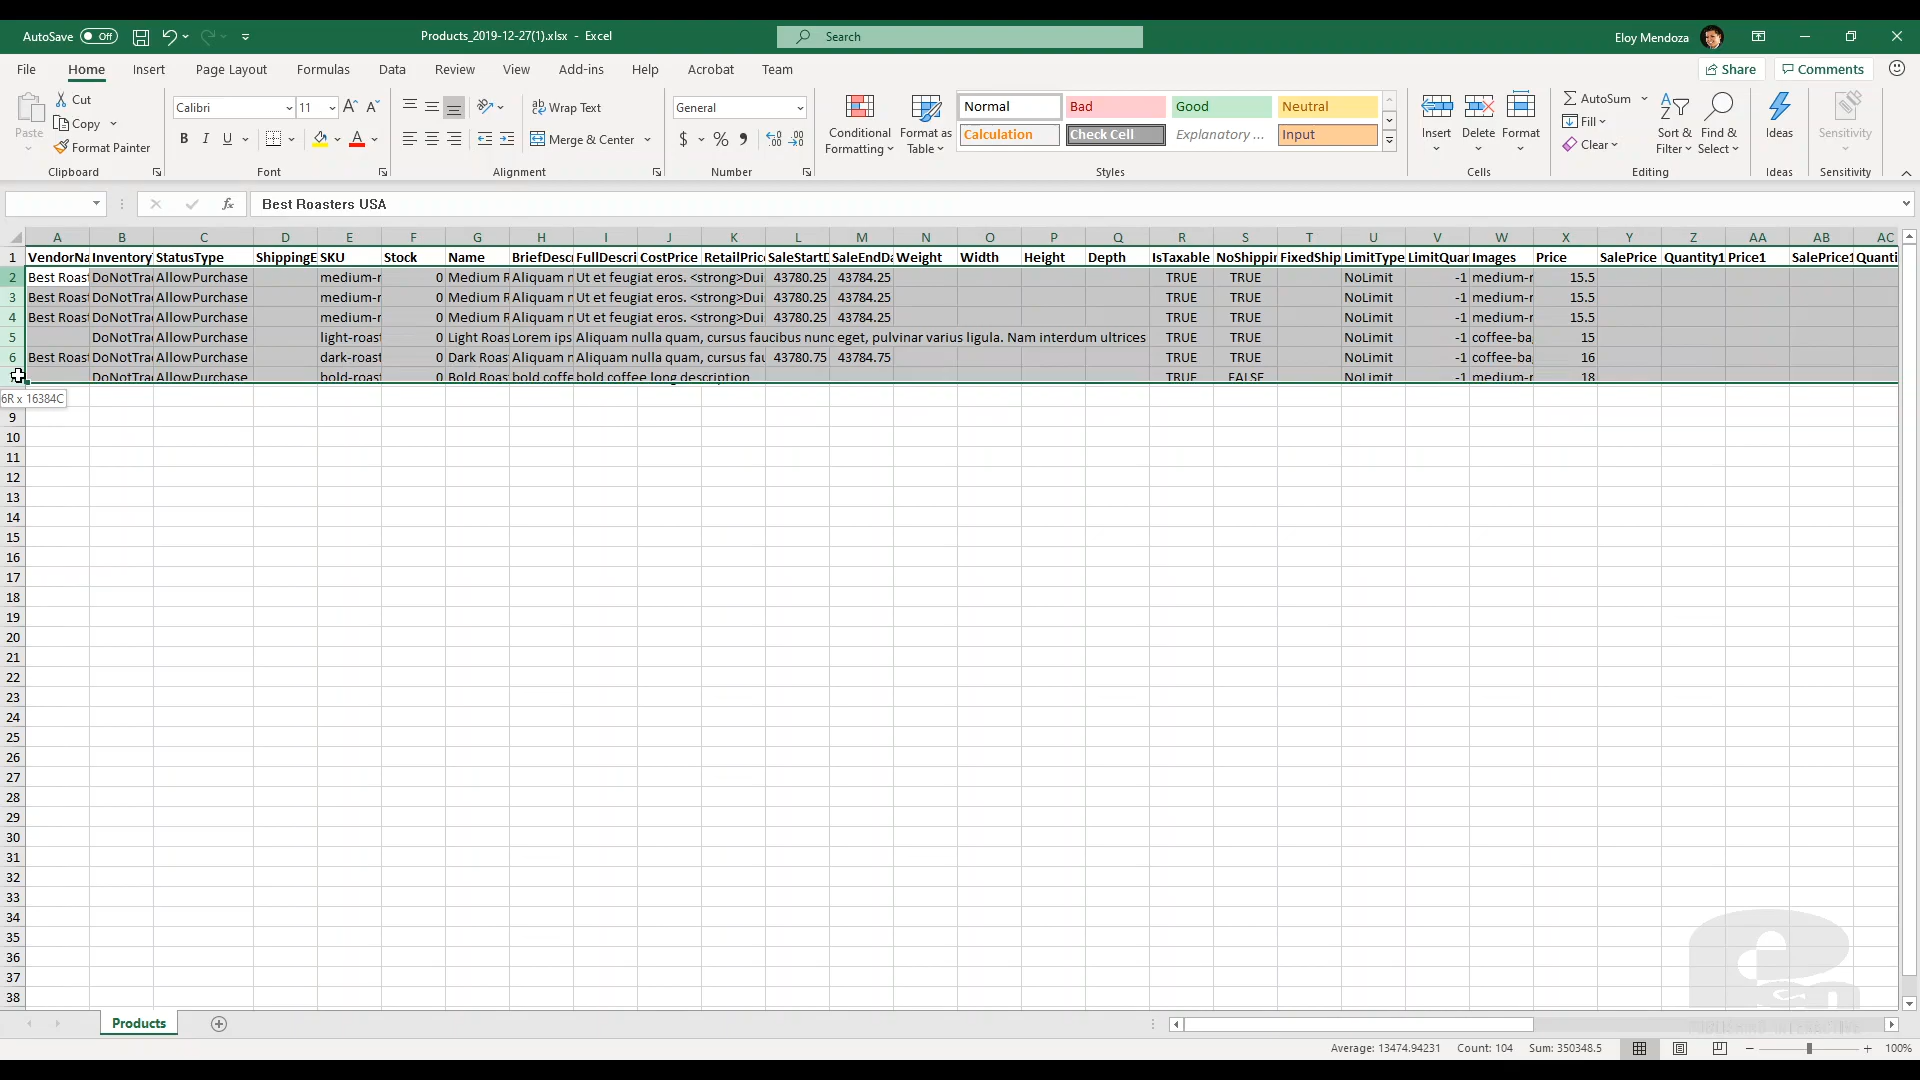 AutoSave Off Products_2019-12-27(1).xlsx - Excel Search Eloy Mendoza
File Home Insert Page Layout Formulas Data Review View Add-ins Help Acrobat Team Share Comments
Paste Cut Copy Format Painter Clipboard
Calibri 11 B I U Font
Wrap Text Merge & Center Alignment
General $ % Number
Conditional Formatting Format as Table Normal Bad Good Neutral Calculation Check Cell Explanatory ... Input Styles
Insert Delete Format Cells
AutoSum Fill Clear Sort & Filter Find & Select Editing
Ideas Ideas Sensitivity Sensitivity
fx Best Roasters USA
A B C D E F G H I J K L M N O P Q R S T U V W X Y Z AA AB AC
1 VendorNa Inventory StatusType ShippingE SKU Stock Name BriefDescr FullDescri CostPrice RetailPrice SaleStartD SaleEndDa Weight Width Height Depth IsTaxable NoShippin FixedShip LimitType LimitQuan Images Price SalePrice Quantity1 Price1 SalePrice1 Quanti
2 Best Roast DoNotTrac AllowPurchase medium-r 0 Medium R Aliquam n Ut et feugiat eros. <strong>Dui 43780.25 43784.25 TRUE TRUE NoLimit -1 medium-r 15.5
3 Best Roast DoNotTrac AllowPurchase medium-r 0 Medium R Aliquam n Ut et feugiat eros. <strong>Dui 43780.25 43784.25 TRUE TRUE NoLimit -1 medium-r 15.5
4 Best Roast DoNotTrac AllowPurchase medium-r 0 Medium R Aliquam n Ut et feugiat eros. <strong>Dui 43780.25 43784.25 TRUE TRUE NoLimit -1 medium-r 15.5
5 DoNotTrac AllowPurchase light-roast 0 Light Roas Lorem ips Aliquam nulla quam, cursus faucibus nunc eget, pulvinar varius ligula. Nam interdum ultrices TRUE TRUE NoLimit -1 coffee-ba 15
6 Best Roast DoNotTrac AllowPurchase dark-roast 0 Dark Roas Aliquam n Aliquam nulla quam, cursus fau 43780.75 43784.75 TRUE TRUE NoLimit -1 coffee-ba 16
DoNotTrac AllowPurchase bold-roast 0 Bold Roas bold coffe bold coffee long description TRUE FALSE NoLimit -1 medium-r 18
6R x 16384C
9
10
11
12
13
14
15
16
17
18
19
20
21
22
23
24
25
26
27
28
29
30
31
32
33
34
35
36
37
38
Products
Average: 13474.94231 Count: 104 Sum: 350348.5 100%